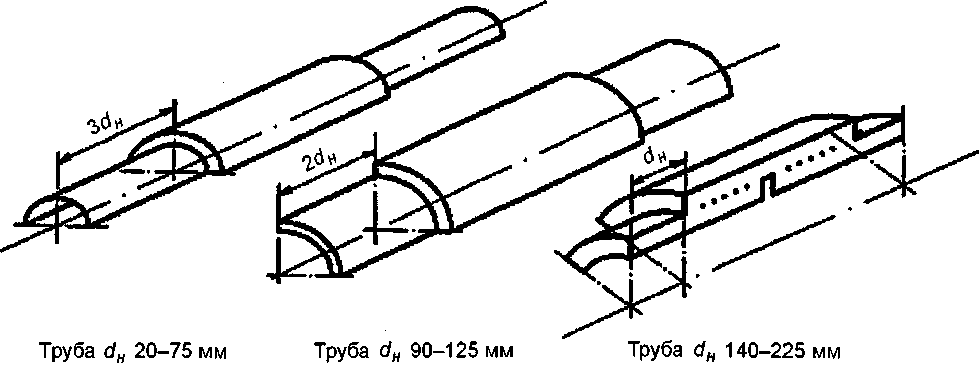 3dн
2dн
dн
Труба dн 20–75 мм
Труба dн 90–125 мм
Труба dн 140–225 мм